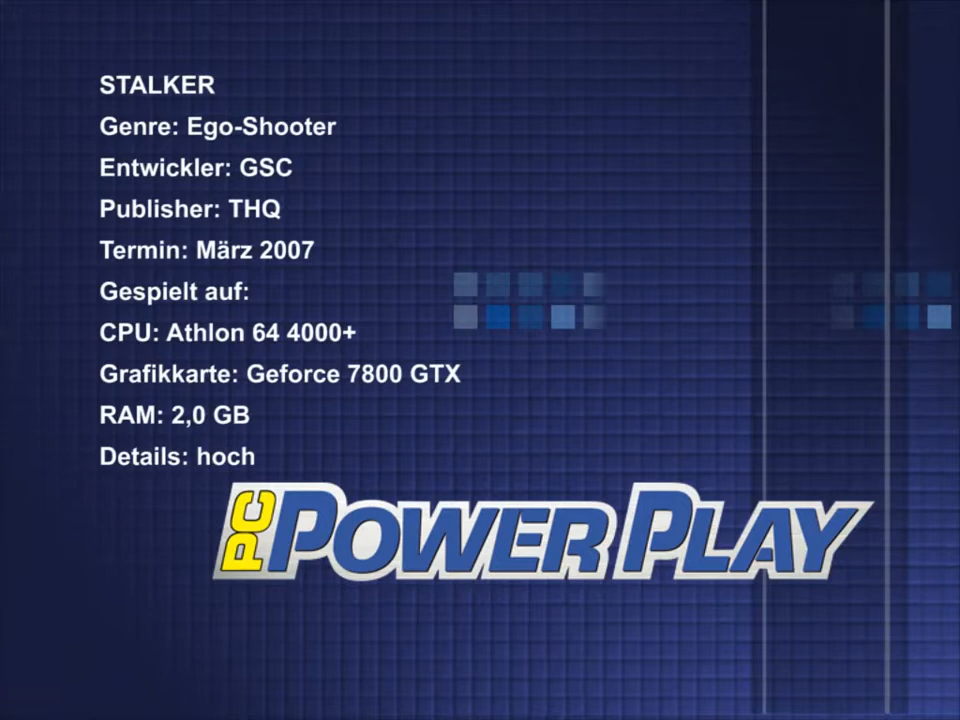 STALKER
Genre: Ego-Shooter
Entwickler: GSC
Publisher: THQ
Termin: März 2007
Gespielt auf:
CPU: Athlon 64 4000+
Grafikkarte: Geforce 7800 GTX
RAM: 2,0 GB
Details: hoch
PC POWER PLAY